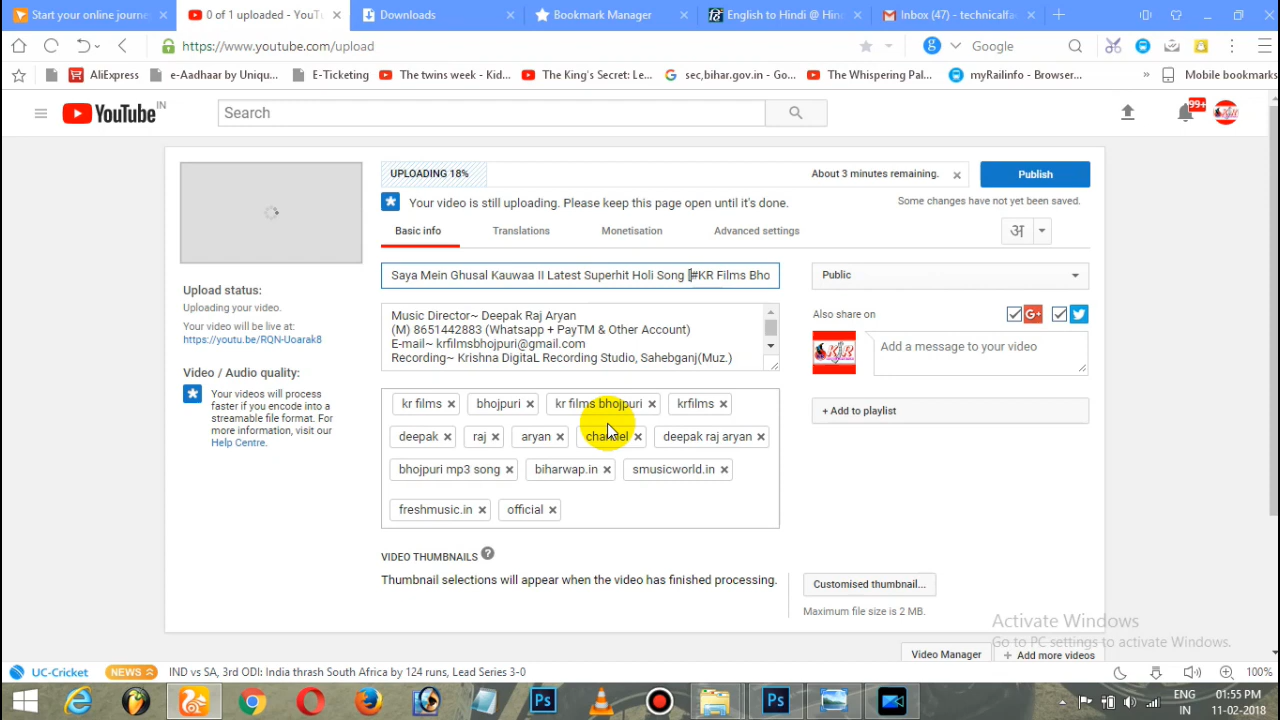 Start your online journe
0 of 1 uploaded - YouT
Downloads
Bookmark Manager
English to Hindi @ Hin
Inbox (47) - technicalfa
https://www.youtube.com/upload
Google
AliExpress
e-Aadhaar by Uniqu...
E-Ticketing
The twins week - Kid...
The King's Secret: Le...
sec,bihar.gov.in - Go...
The Whispering Pal...
myRailinfo - Browser...
»
Mobile bookmarks
YouTube IN
Search
99+
UPLOADING 18%
About 3 minutes remaining.
Publish
Your video is still uploading. Please keep this page open until it's done.
Some changes have not yet been saved.
Basic info
Translations
Monetisation
Advanced settings
अ
Saya Mein Ghusal Kauwaa II Latest Superhit Holi Song [#KR Films Bho
Public
Upload status:
Uploading your video.
Your video will be live at:
https://youtu.be/RQN-Uoarak8
Music Director~ Deepak Raj Aryan
(M) 8651442883 (Whatsapp + PayTM & Other Account)
E-mail~ krfilmsbhojpuri@gmail.com
Recording~ Krishna DigitaL Recording Studio, Sahebganj(Muz.)
Also share on
G+
Add a message to your video
Video / Audio quality:
Your videos will process
faster if you encode into a
streamable file format. For
more information, visit our
Help Centre.
kr films × bhojpuri × kr films bhojpuri × krfilms ×
deepak × raj × aryan × channel × deepak raj aryan ×
bhojpuri mp3 song × biharwap.in × smusicworld.in ×
freshmusic.in × official ×
+ Add to playlist
VIDEO THUMBNAILS ?
Thumbnail selections will appear when the video has finished processing.
Customised thumbnail...
Maximum file size is 2 MB.
Activate Windows
Go to PC settings to activate Windows.
Video Manager
+ Add more videos
UC-Cricket
NEWS
IND vs SA, 3rd ODI: India thrash South Africa by 124 runs, Lead Series 3-0
100%
Ps
Ps
ENG
IN
01:55 PM
11-02-2018